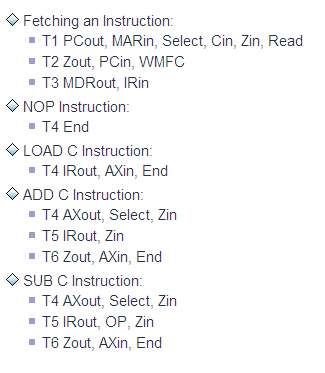 Fetching an Instruction:
T1 PCout, MARin, Select, Cin, Zin, Read
T2 Zout, PCin, WMFC
T3 MDRout, IRin
NOP Instruction:
T4 End
LOAD C Instruction:
T4 IRout, AXin, End
ADD C Instruction:
T4 AXout, Select, Zin
T5 IRout, Zin
T6 Zout, AXin, End
SUB C Instruction:
T4 AXout, Select, Zin
T5 IRout, OP, Zin
T6 Zout, AXin, End